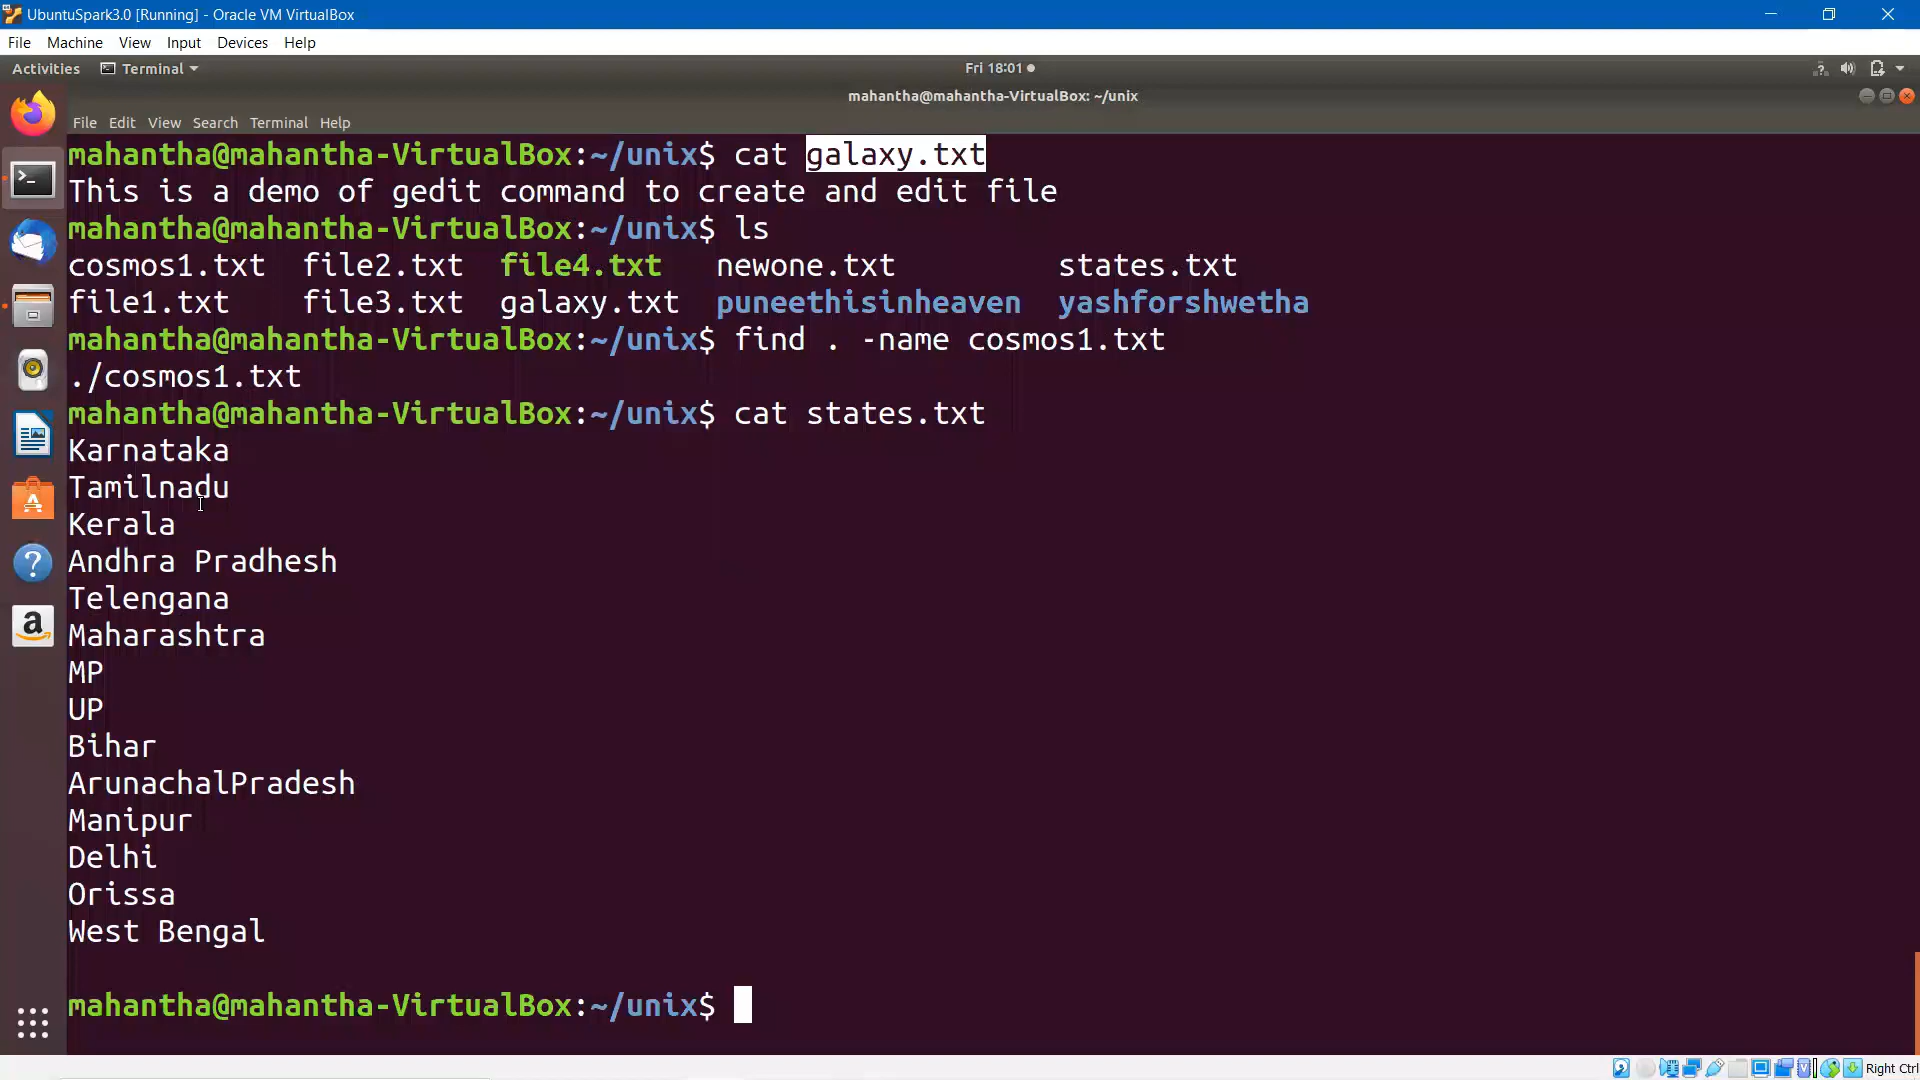 UbuntuSpark3.0 [Running] - Oracle VM VirtualBox
File Machine View Input Devices Help
Activities Terminal Fri 18:01
mahantha@mahantha-VirtualBox: ~/unix
File Edit View Search Terminal Help
mahantha@mahantha-VirtualBox:~/unix$ cat galaxy.txt
This is a demo of gedit command to create and edit file
mahantha@mahantha-VirtualBox:~/unix$ ls
cosmos1.txt file2.txt file4.txt newone.txt states.txt
file1.txt file3.txt galaxy.txt puneethisinheaven yashforshwetha
mahantha@mahantha-VirtualBox:~/unix$ find . -name cosmos1.txt
./cosmos1.txt
mahantha@mahantha-VirtualBox:~/unix$ cat states.txt
Karnataka
Tamilnadu
Kerala
Andhra Pradhesh
Telengana
Maharashtra
MP
UP
Bihar
ArunachalPradesh
Manipur
Delhi
Orissa
West Bengal
mahantha@mahantha-VirtualBox:~/unix$
Right Ctrl